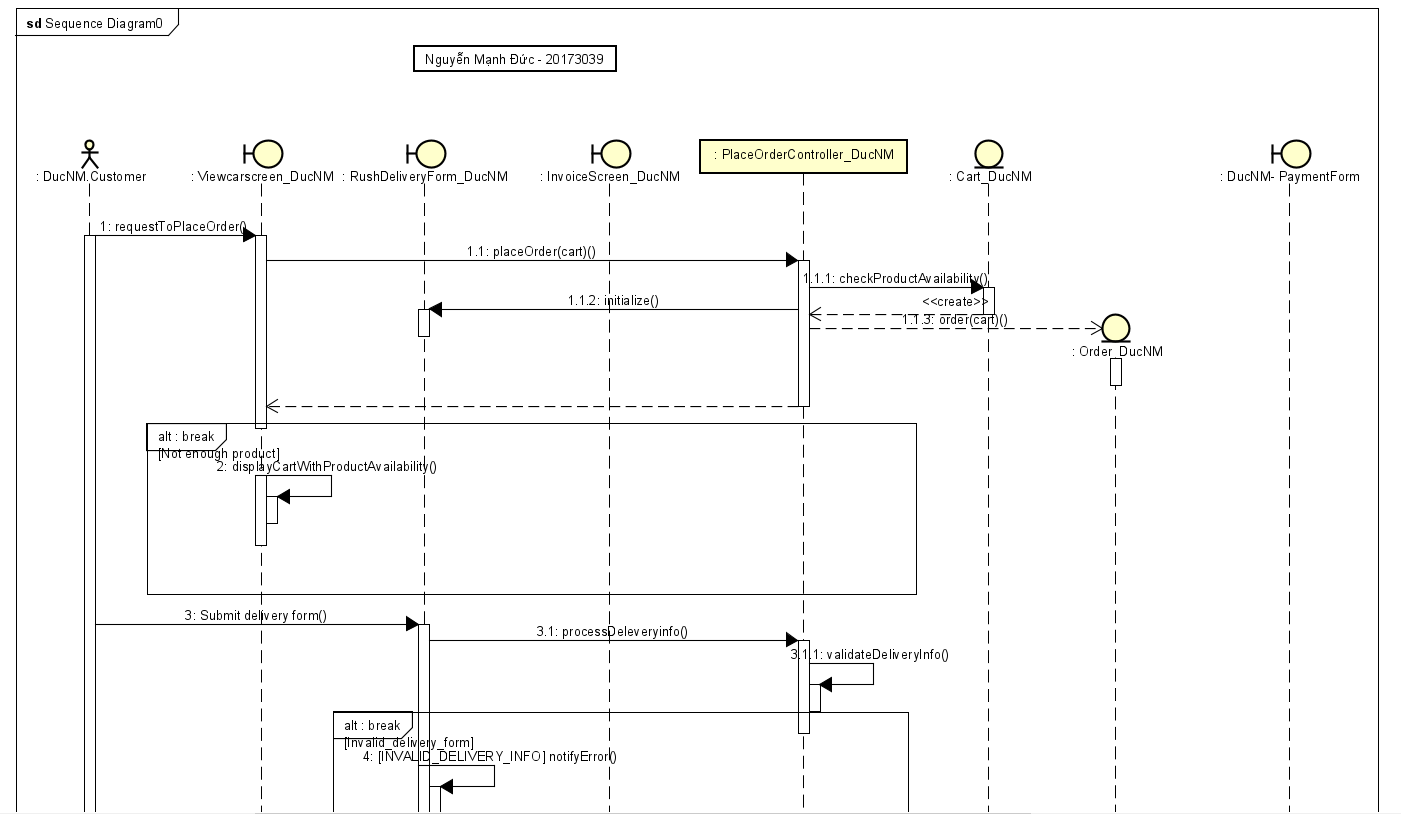 sd Sequence Diagram0
Nguyễn Mạnh Đức - 20173039
: DucNM.Customer
: Viewcarscreen_DucNM
: RushDeliveryForm_DucNM
: InvoiceScreen_DucNM
: PlaceOrderController_DucNM
: Cart_DucNM
: DucNM- PaymentForm
1: requestToPlaceOrder()
1.1: placeOrder(cart)()
1.1.1: checkProductAvailability()
1.1.2: initialize()
<<create>>
1.1.3: order(cart)()
: Order_DucNM
alt : break
[Not enough product]
2: displayCartWithProductAvailability()
3: Submit delivery form()
3.1: processDeleveryinfo()
3.1.1: validateDeliveryInfo()
alt : break
[Invalid_delivery_form]
4: [INVALID_DELIVERY_INFO] notifyError()